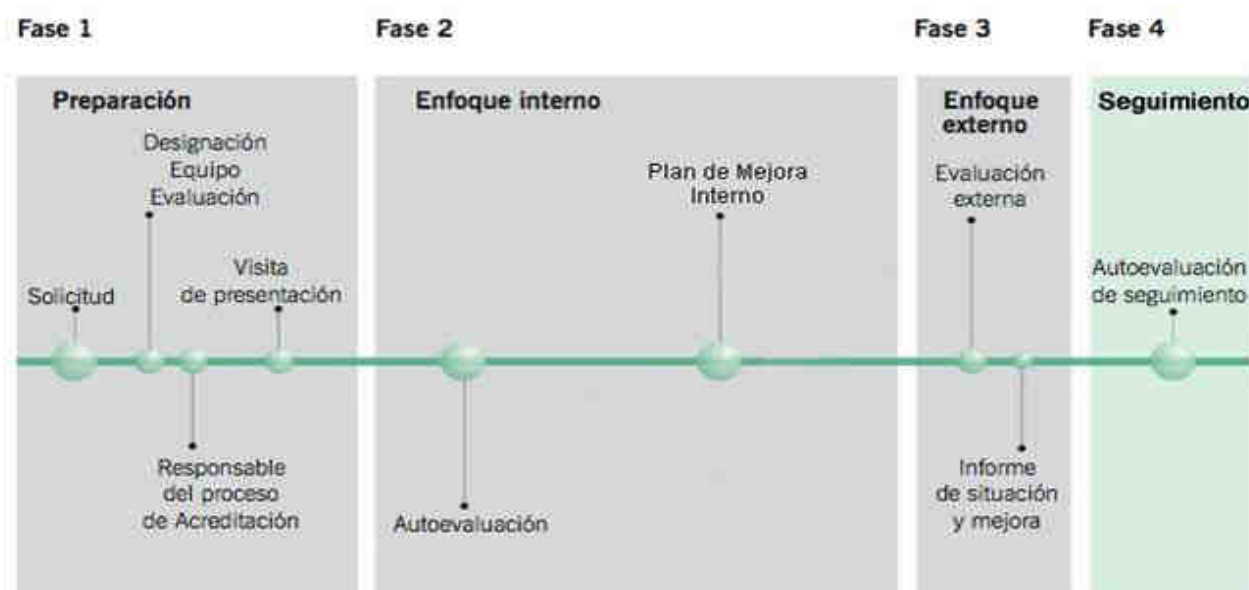 Fase 1
Fase 2
Fase 3
Fase 4
Preparación
Designación
Equipo
Evaluación
Solicitud
Visita
de presentación
Responsable
del proceso
de Acreditación
Enfoque interno
Plan de Mejora
Interno
Autoevaluación
Enfoque
externo
Evaluación
externa
Informe
de situación
y mejora
Seguimiento
Autoevaluación
de seguimiento